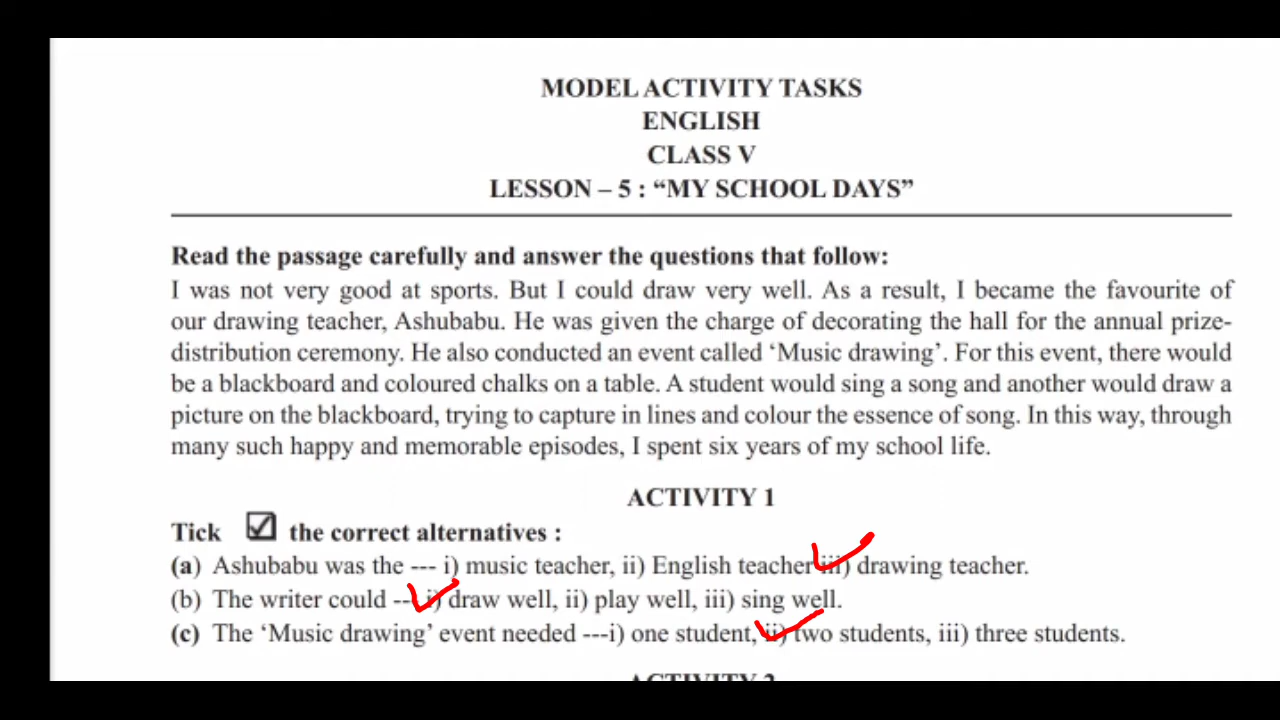 MODEL ACTIVITY TASKS
ENGLISH
CLASS V
LESSON – 5 : “MY SCHOOL DAYS”
Read the passage carefully and answer the questions that follow:
I was not very good at sports. But I could draw very well. As a result, I became the favourite of
our drawing teacher, Ashubabu. He was given the charge of decorating the hall for the annual prize-
distribution ceremony. He also conducted an event called ‘Music drawing’. For this event, there would
be a blackboard and coloured chalks on a table. A student would sing a song and another would draw a
picture on the blackboard, trying to capture in lines and colour the essence of song. In this way, through
many such happy and memorable episodes, I spent six years of my school life.
ACTIVITY 1
Tick ☑ the correct alternatives :
(a) Ashubabu was the --- i) music teacher, ii) English teacher iii) drawing teacher.
(b) The writer could --- i) draw well, ii) play well, iii) sing well.
(c) The ‘Music drawing’ event needed ---i) one student, ii) two students, iii) three students.
ACTIVITY 2